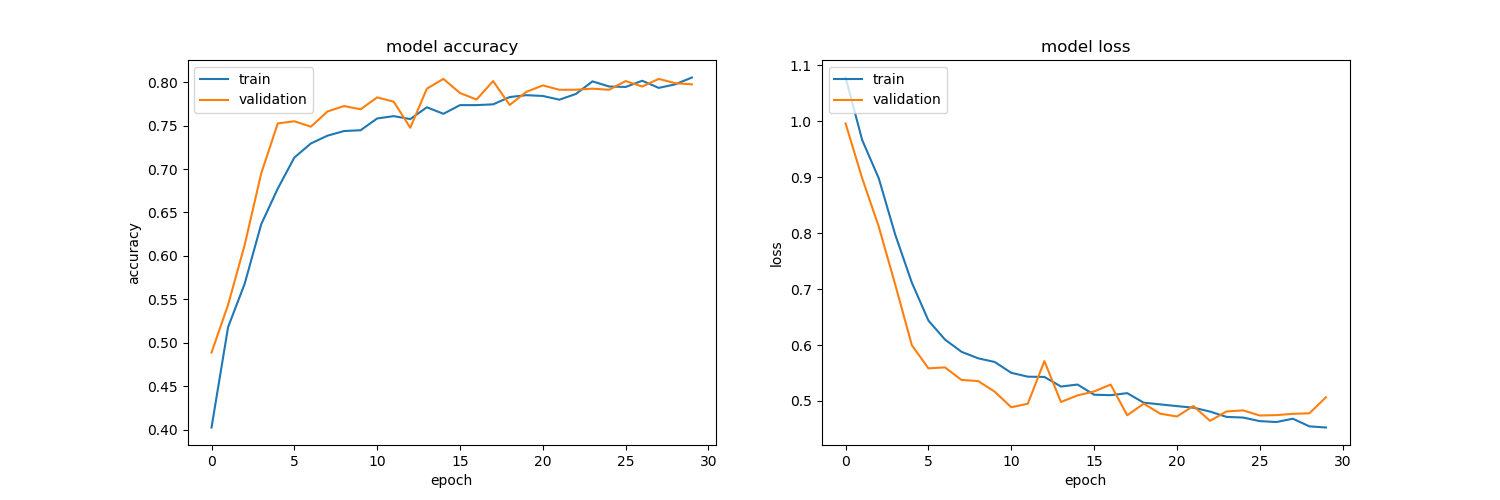 model accuracy
train
validation
0.80
0.75
0.70
0.65
0.60
0.55
0.50
0.45
0.40
accuracy
0 5 10 15 20 25 30
epoch
model loss
train
validation
1.1
1.0
0.9
0.8
0.7
0.6
0.5
loss
0 5 10 15 20 25 30
epoch